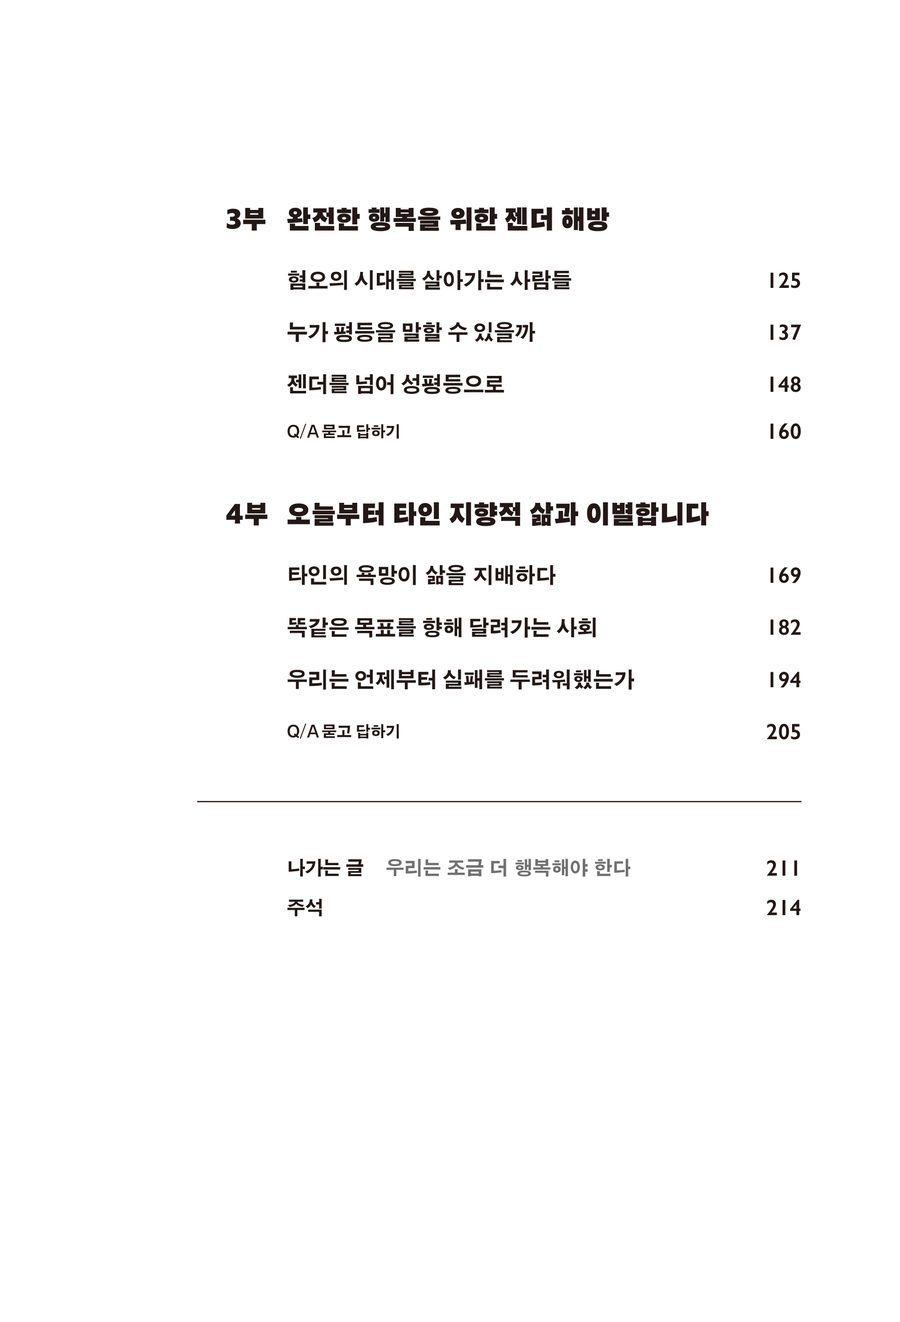 3부 완전한 행복을 위한 젠더 해방
혐오의 시대를 살아가는 사람들 125
누가 평등을 말할 수 있을까 137
젠더를 넘어 성평등으로 148
Q/A 묻고 답하기 160
4부 오늘부터 타인 지향적 삶과 이별합니다
타인의 욕망이 삶을 지배하다 169
똑같은 목표를 향해 달려가는 사회 182
우리는 언제부터 실패를 두려워했는가 194
Q/A 묻고 답하기 205
나가는 글 우리는 조금 더 행복해야 한다 211
주석 214